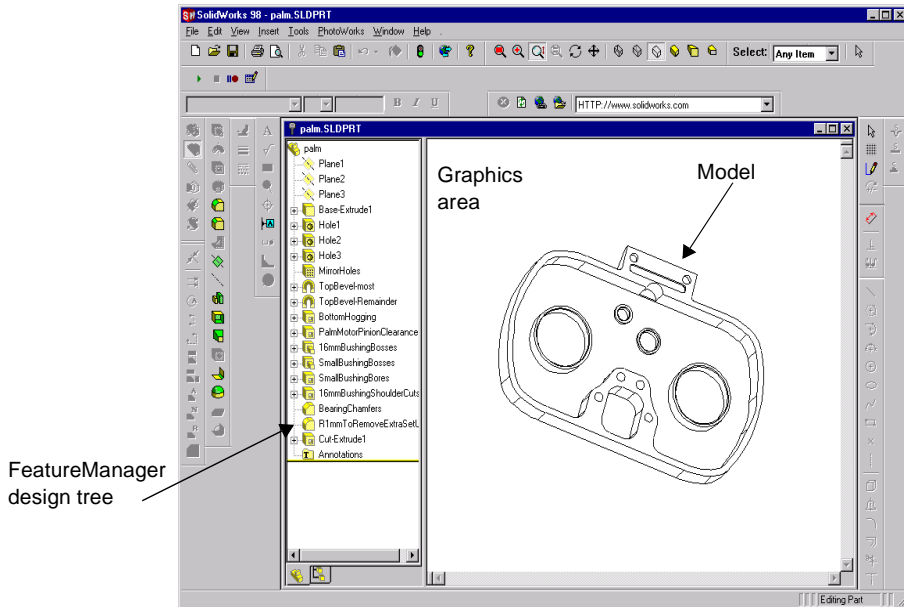 SolidWorks 98 - palm.SLDPRT
File Edit View Insert Tools PhotoWorks Window Help
Select: Any Item
B I U
HTTP://www.solidworks.com
palm.SLDPRT
palm
Plane1
Plane2
Plane3
Base-Extrude1
Hole1
Hole2
Hole3
MirrorHoles
TopBevel-most
TopBevel-Remainder
BottomHogging
PalmMotorPinionClearance
16mmBushingBosses
SmallBushingBosses
SmallBushingBores
16mmBushingShoulderCuts
BearingChamfers
R1mmToRemoveExtraSetL
Cut-Extrude1
Annotations
Graphics
area
Model
FeatureManager
design tree
Editing Part